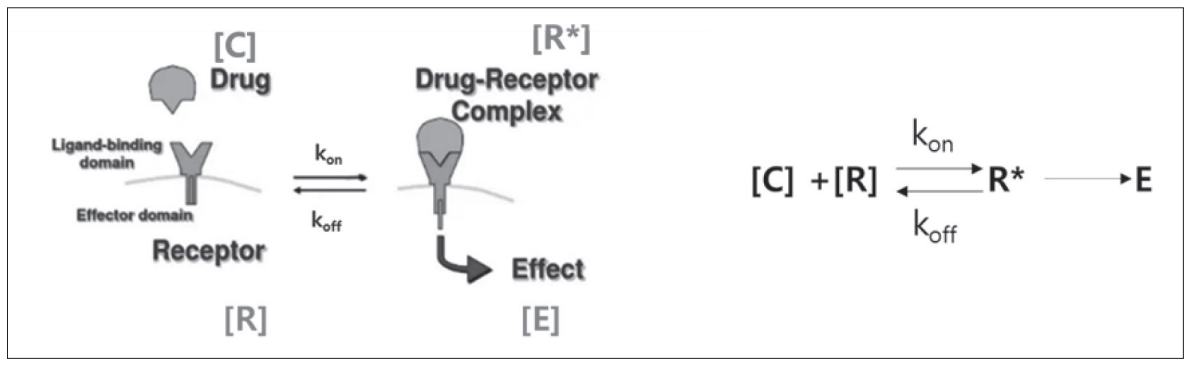 [C]
Drug
[R*]
Drug-Receptor
Complex
Ligand-binding
domain
Effector domain
Receptor
[R]
kon
koff
Effect
[E]
[C] + [R]
kon
koff
R*
E